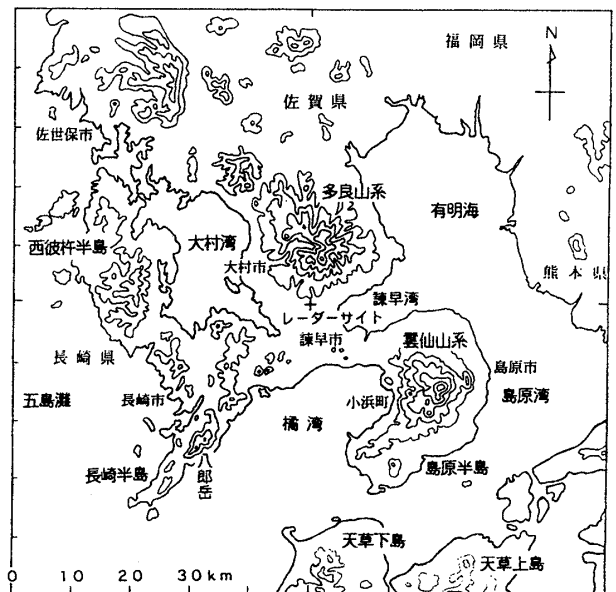 福岡県
N
佐賀県
佐世保市
多良山系
有明海
西彼杵半島
大村湾
大村市
熊本県
諫早湾
レーダーサイト
諫早市
雲仙山系
長崎県
島原市
五島灘
長崎市
小浜町
島原湾
橘湾
長崎半島
八郎岳
島原半島
天草下島
天草上島
0 10 20 30km